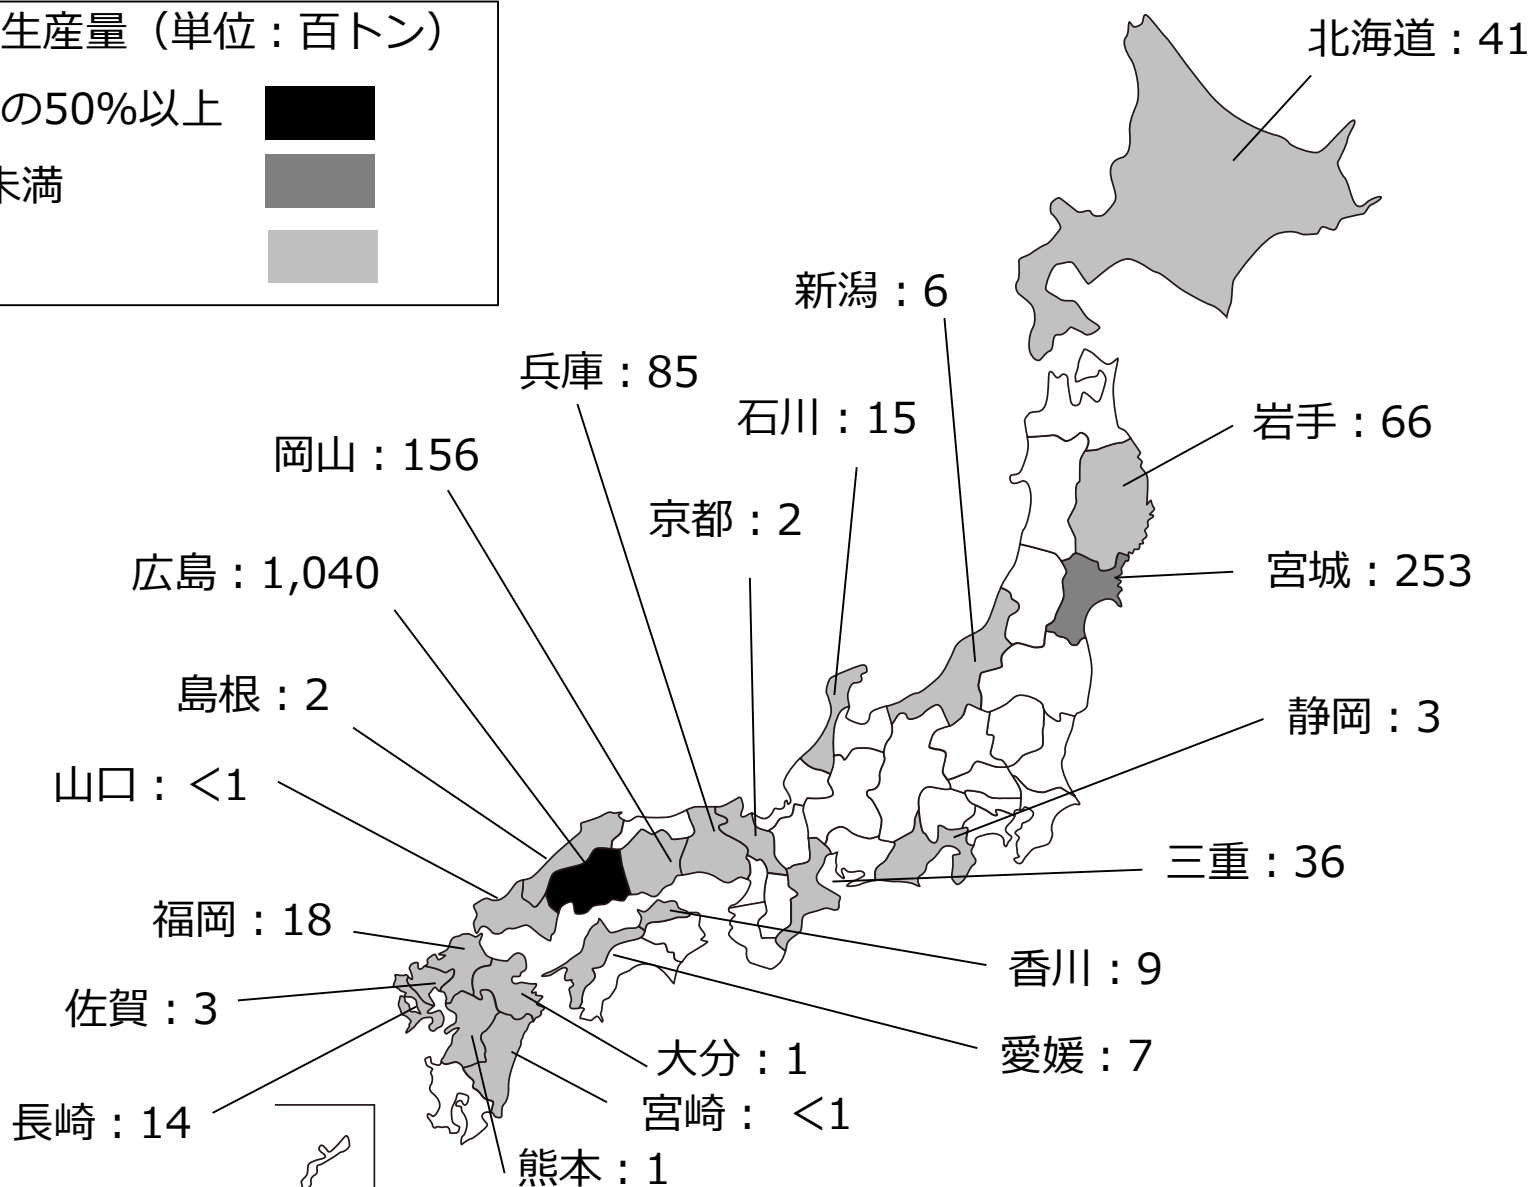 生産量（単位：百トン）
の50%以上
未満
北海道：41
新潟：6
兵庫：85
石川：15
岩手：66
岡山：156
京都：2
広島：1,040
宮城：253
島根：2
静岡：3
山口：<1
三重：36
福岡：18
香川：9
佐賀：3
大分：1
愛媛：7
長崎：14
宮崎：<1
熊本：1